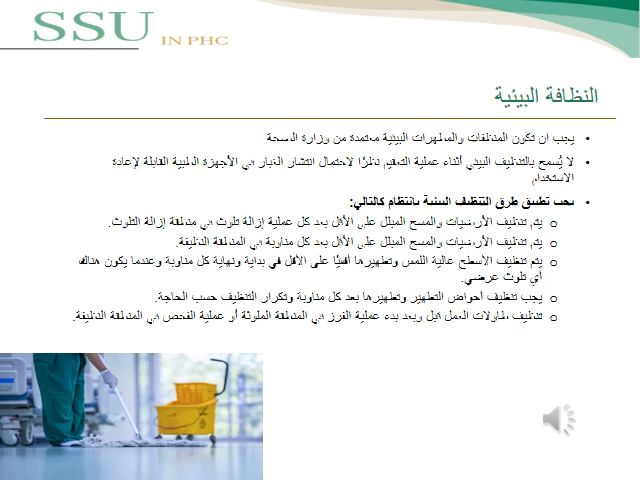 SSU IN PHC
النظافة البيئية
• يجب ان تكون المنظفات والمطهرات البيئية معتمدة من وزارة الصحة
• لا يُسمح بالتنظيف البيئي أثناء عملية التعقيم نظرًا لاحتمال انتشار الغبار في الأجهزة الطبية القابلة لإعادة
الاستخدام
• يجب تطبيق طرق التنظيف البيئية بانتظام كالتالي:
o يتم تنظيف الأرضيات والمسح المبلل على الأقل بعد كل عملية إزالة تلوث في منطقة إزالة التلوث.
o يتم تنظيف الأرضيات والمسح المبلل على الأقل بعد كل مناوبة في المنطقة النظيفة.
o يتم تنظيف الاسطح عالية اللمس وتطهيرها أفقيًا على الأقل في بداية ونهاية كل مناوبة وعندما يكون هناك
أي تلوث عرضي.
o يجب تنظيف أحواض التطهير وتطهيرها بعد كل مناوبة وتكرار التنظيف حسب الحاجة.
o تنظيف طاولات العمل قبل وبعد بدء عملية الفرز في المنطقة الملوثة أو عملية الفحص في المنطقة النظيفة.